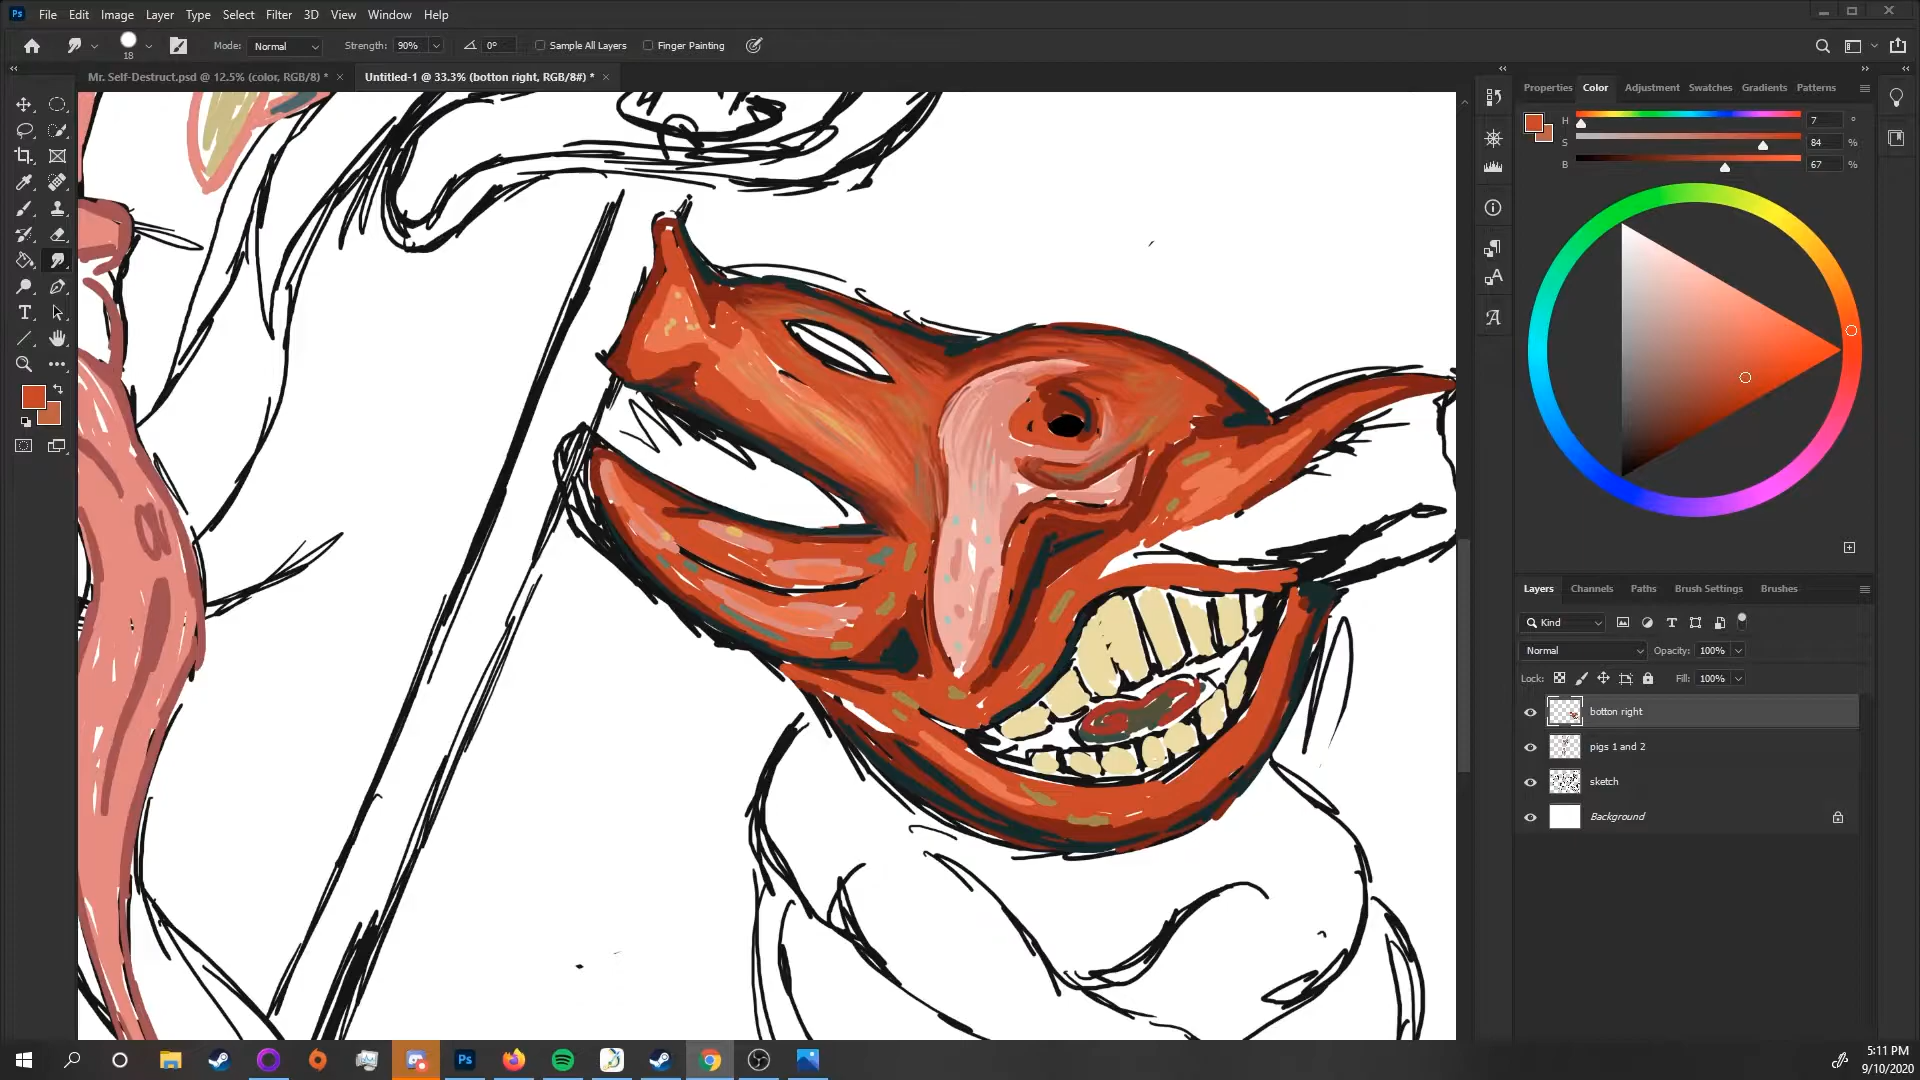 Ps File Edit Image Layer Type Select Filter 3D View Window Help
18 Mode: Normal Strength: 90% 0° Sample All Layers Finger Painting
Mr. Self-Destruct.psd @ 12.5% (color, RGB/8) * × Untitled-1 @ 33.3% (botton right, RGB/8#) * ×
Properties Color Adjustment Swatches Gradients Patterns
H 7 °
S 84 %
B 67 %
Layers Channels Paths Brush Settings Brushes
Kind
Normal Opacity: 100%
Lock: Fill: 100%
botton right
pigs 1 and 2
sketch
Background
Ps
5:11 PM
9/10/2020